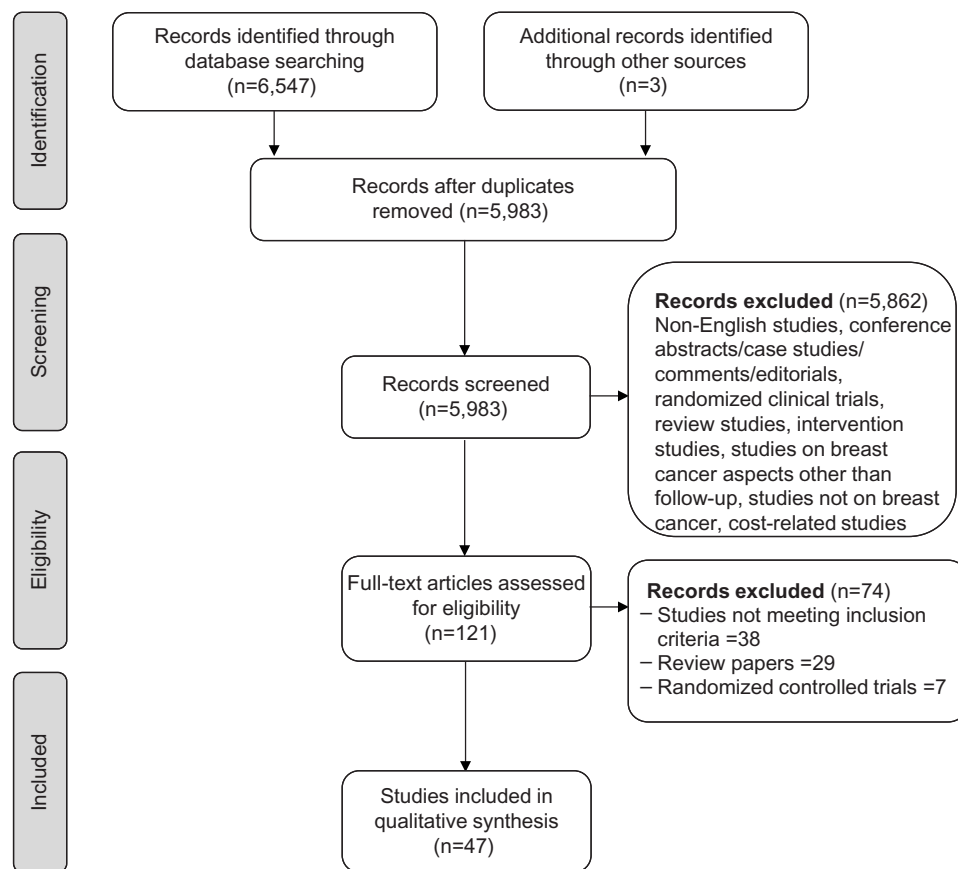 Identification
Records identified through
database searching
(n=6,547)
Additional records identified
through other sources
(n=3)
Records after duplicates
removed (n=5,983)
Screening
Records screened
(n=5,983)
Records excluded (n=5,862)
Non-English studies, conference
abstracts/case studies/
comments/editorials,
randomized clinical trials,
review studies, intervention
studies, studies on breast
cancer aspects other than
follow-up, studies not on breast
cancer, cost-related studies
Eligibility
Full-text articles assessed
for eligibility
(n=121)
Records excluded (n=74)
– Studies not meeting inclusion
criteria =38
– Review papers =29
– Randomized controlled trials =7
Included
Studies included in
qualitative synthesis
(n=47)